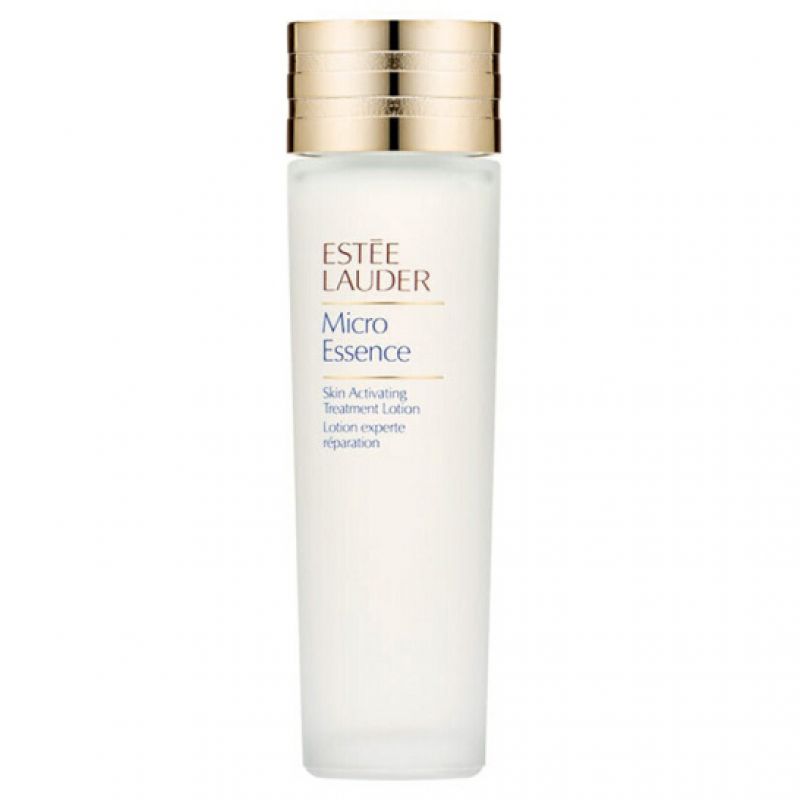 ESTĒE
LAUDER
Micro
Essence
Skin Activating
Treatment Lotion
Lotion experte
réparation